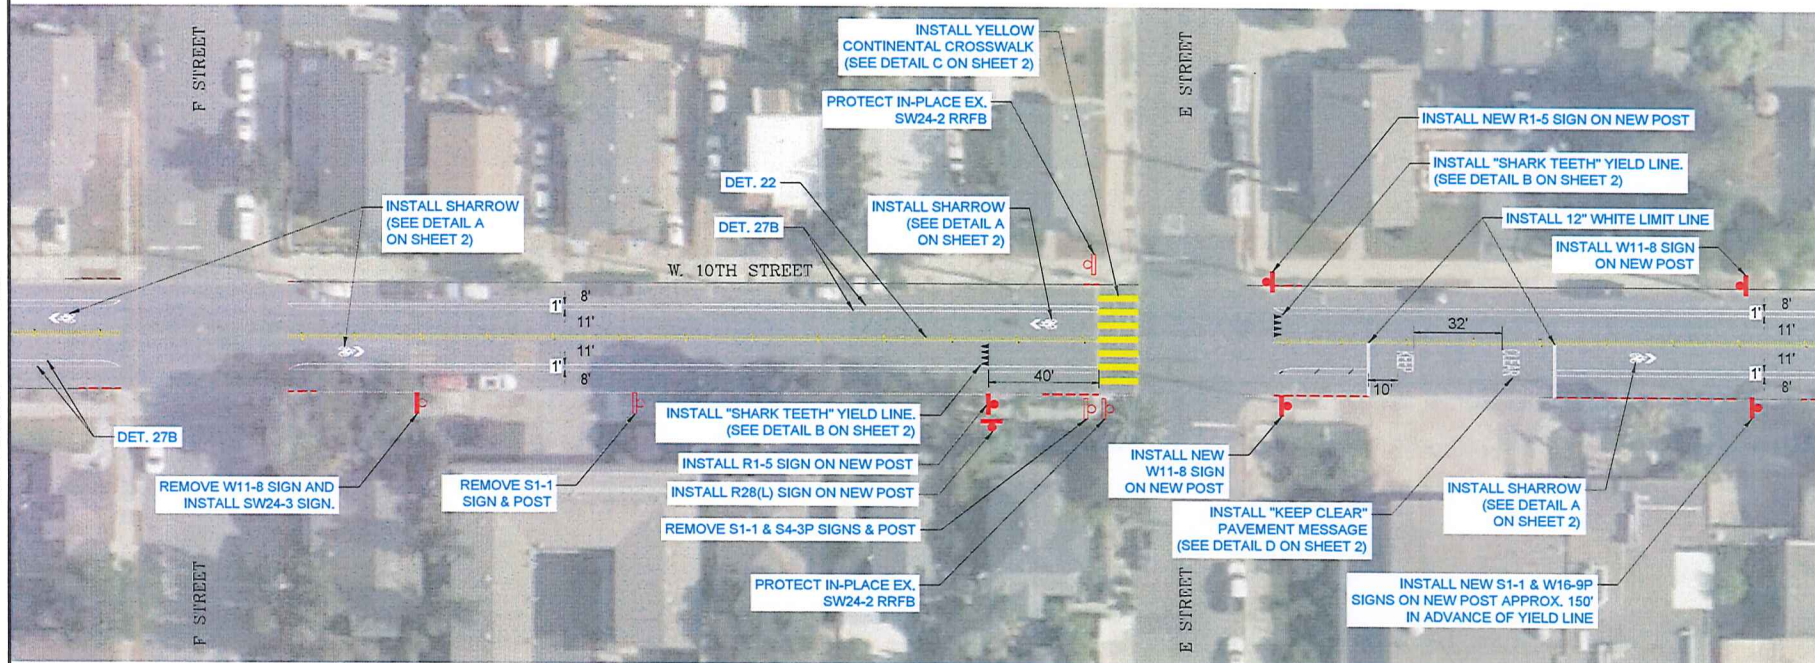 F STREET
E STREET
INSTALL YELLOW
CONTINENTAL CROSSWALK
(SEE DETAIL C ON SHEET 2)
PROTECT IN-PLACE EX.
SW24-2 RRFB
INSTALL NEW R1-5 SIGN ON NEW POST
INSTALL "SHARK TEETH" YIELD LINE.
(SEE DETAIL B ON SHEET 2)
INSTALL 12" WHITE LIMIT LINE
INSTALL W11-8 SIGN
ON NEW POST
DET. 22
INSTALL SHARROW
(SEE DETAIL A
ON SHEET 2)
DET. 27B
INSTALL SHARROW
(SEE DETAIL A
ON SHEET 2)
W. 10TH STREET
8'
1'
11'
11'
1'
8'
40'
32'
KEEP
CLEAR
10'
8'
1'
11'
11'
1'
8'
DET. 27B
REMOVE W11-8 SIGN AND
INSTALL SW24-3 SIGN.
REMOVE S1-1
SIGN & POST
INSTALL "SHARK TEETH" YIELD LINE.
(SEE DETAIL B ON SHEET 2)
INSTALL R1-5 SIGN ON NEW POST
INSTALL R28(L) SIGN ON NEW POST
REMOVE S1-1 & S4-3P SIGNS & POST
PROTECT IN-PLACE EX.
SW24-2 RRFB
INSTALL NEW
W11-8 SIGN
ON NEW POST
INSTALL "KEEP CLEAR"
PAVEMENT MESSAGE
(SEE DETAIL D ON SHEET 2)
INSTALL SHARROW
(SEE DETAIL A
ON SHEET 2)
INSTALL NEW S1-1 & W16-9P
SIGNS ON NEW POST APPROX. 150'
IN ADVANCE OF YIELD LINE
F STREET
E STREET